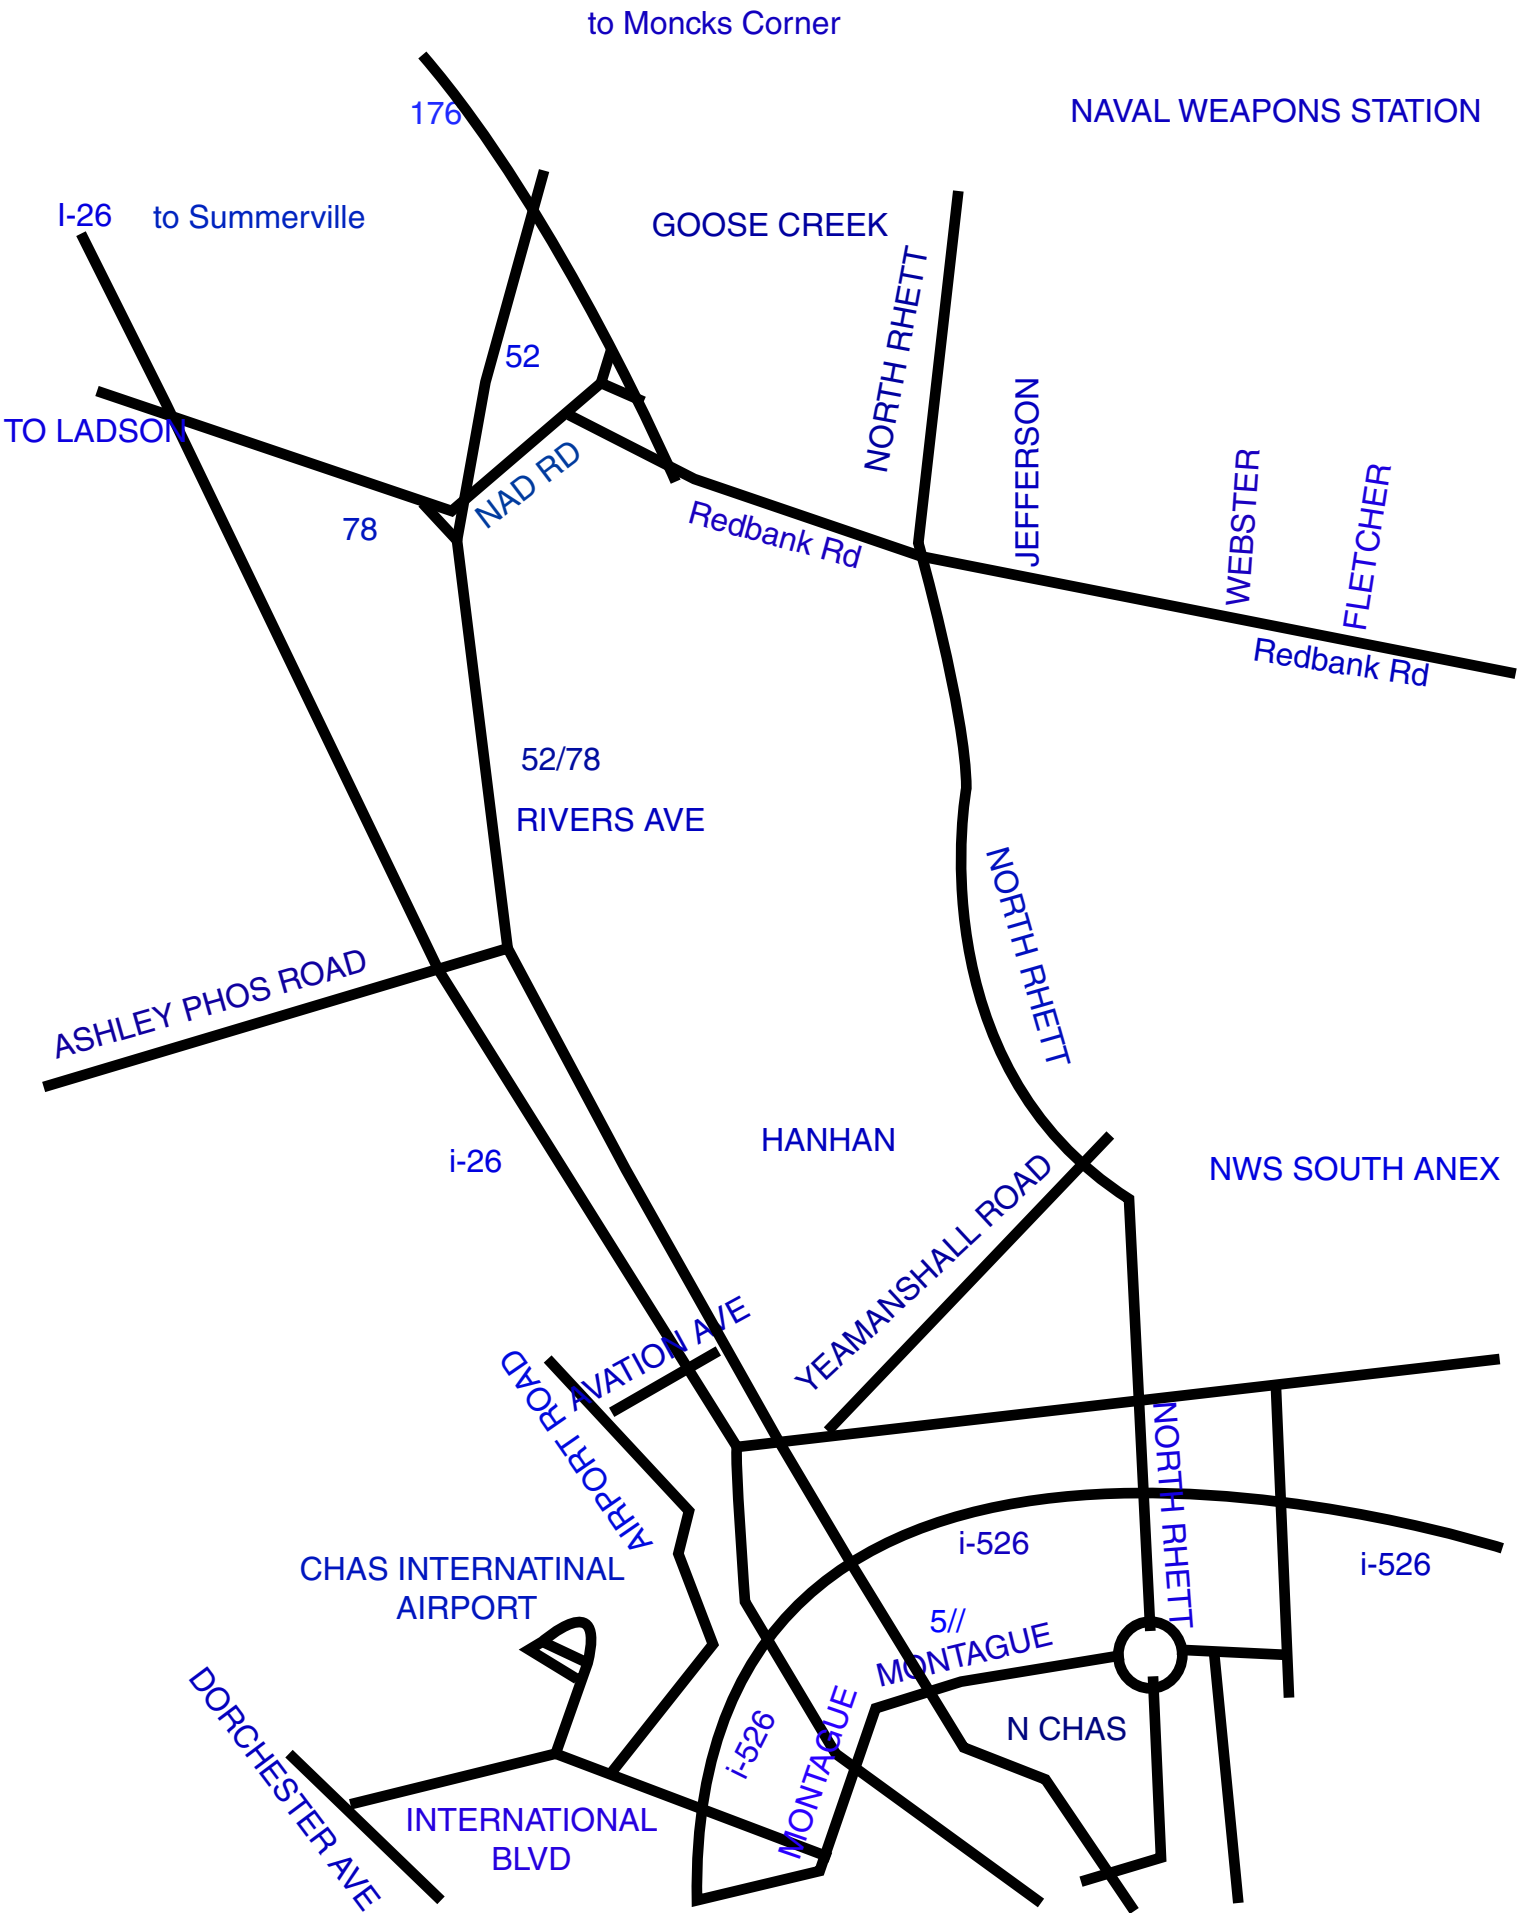 to Moncks Corner
176
NAVAL WEAPONS STATION
I-26
to Summerville
GOOSE CREEK
NORTH RHETT
52
TO LADSON
JEFFERSON
WEBSTER
FLETCHER
NAD RD
78
Redbank Rd
Redbank Rd
52/78
RIVERS AVE
NORTH RHETT
ASHLEY PHOS ROAD
HANHAN
i-26
NWS SOUTH ANEX
YEAMANSHALL ROAD
AVATION AVE
AIRPORT ROAD
NORTH RHETT
i-526
i-526
CHAS INTERNATINAL
AIRPORT
5//
MONTAGUE
DORCHESTER AVE
i-526
MONTAGUE
N CHAS
INTERNATIONAL
BLVD